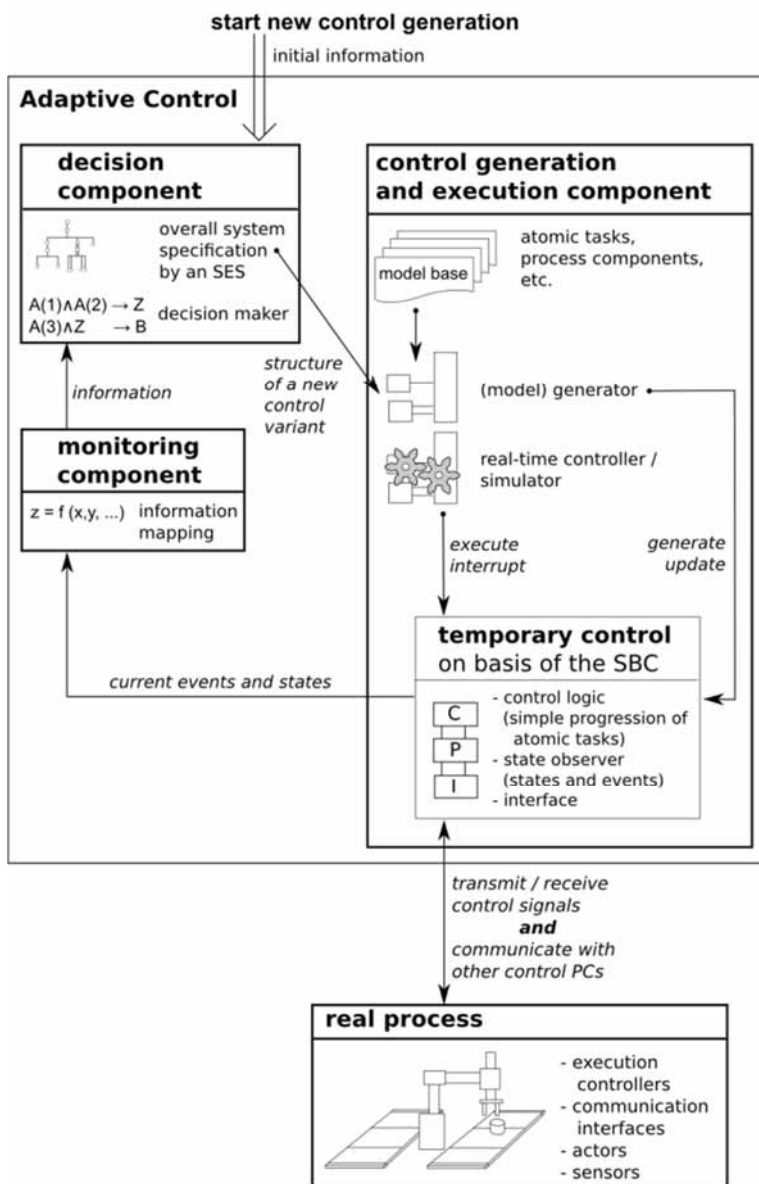 start new control generation
initial information
Adaptive Control
decision
component
overall system
specification
by an SES
A(1)∧A(2) → Z
A(3)∧Z → B
decision maker
information
monitoring
component
z = f (x,y, ...)
information
mapping
structure
of a new
control
variant
control generation
and execution component
model base
atomic tasks,
process components,
etc.
(model) generator
real-time controller /
simulator
execute
interrupt
generate
update
temporary control
on basis of the SBC
C
P
I
- control logic
(simple progression of
atomic tasks)
- state observer
(states and events)
- interface
current events and states
transmit / receive
control signals
and
communicate with
other control PCs
real process
- execution
controllers
- communication
interfaces
- actors
- sensors